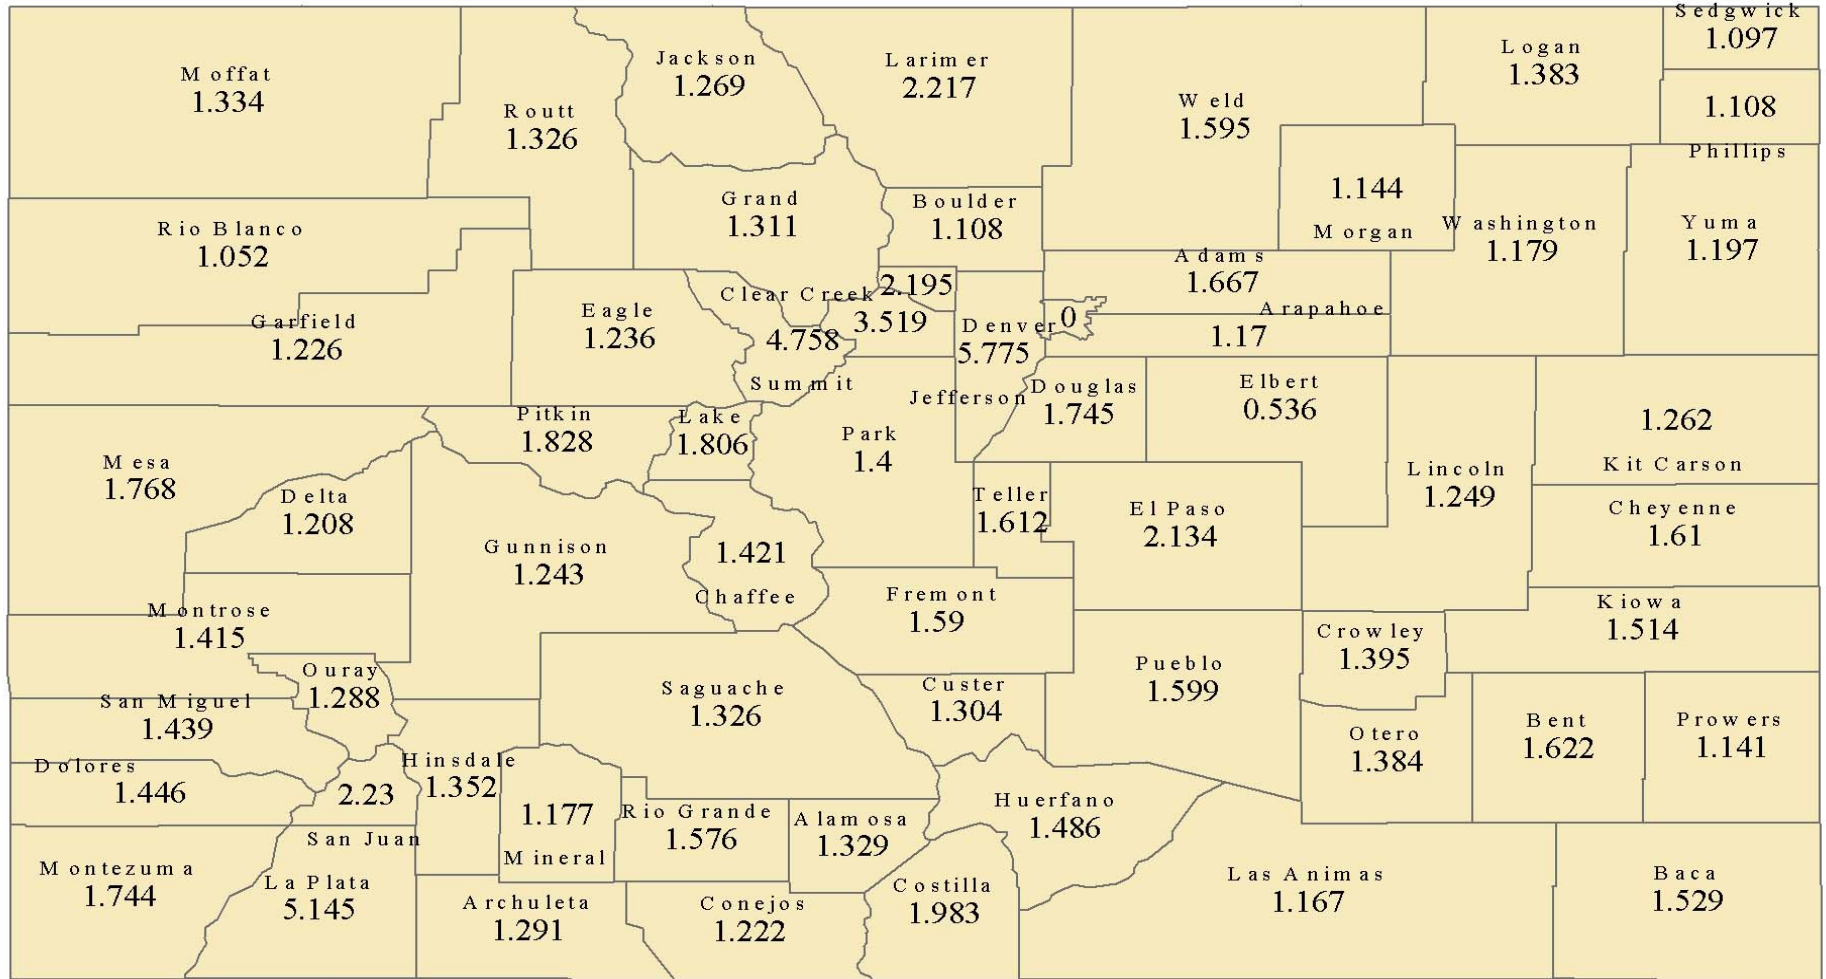 Sedgwick
1.097
Logan
1.383
Jackson
1.269
Larimer
2.217
Moffat
1.334
Routt
1.326
Weld
1.595
1.108
Phillips
1.144
Morgan
Grand
1.311
Boulder
1.108
Rio Blanco
1.052
Washington
1.179
Yuma
1.197
Adams
1.667
2.195
Clear Creek
3.519
Eagle
1.236
Garfield
1.226
4.758
Summit
Denver
0
5.775
Arapahoe
1.17
Jefferson
Douglas
1.745
Elbert
0.536
1.262
Kit Carson
Pitkin
1.828
Lake
1.806
Park
1.4
Mesa
1.768
Delta
1.208
Lincoln
1.249
Teller
1.612
El Paso
2.134
Cheyenne
1.61
Gunnison
1.243
1.421
Chaffee
Fremont
1.59
Montrose
1.415
Kiowa
1.514
Crowley
1.395
Ouray
1.288
Pueblo
1.599
Saguache
1.326
Custer
1.304
San Miguel
1.439
Otero
1.384
Bent
1.622
Prowers
1.141
Dolores
1.446
2.23
San Juan
Hinsdale
1.352
1.177
Mineral
Rio Grande
1.576
Alamosa
1.329
Huerfano
1.486
Montezuma
1.744
La Plata
5.145
Archuleta
1.291
Conejos
1.222
Costilla
1.983
Las Animas
1.167
Baca
1.529